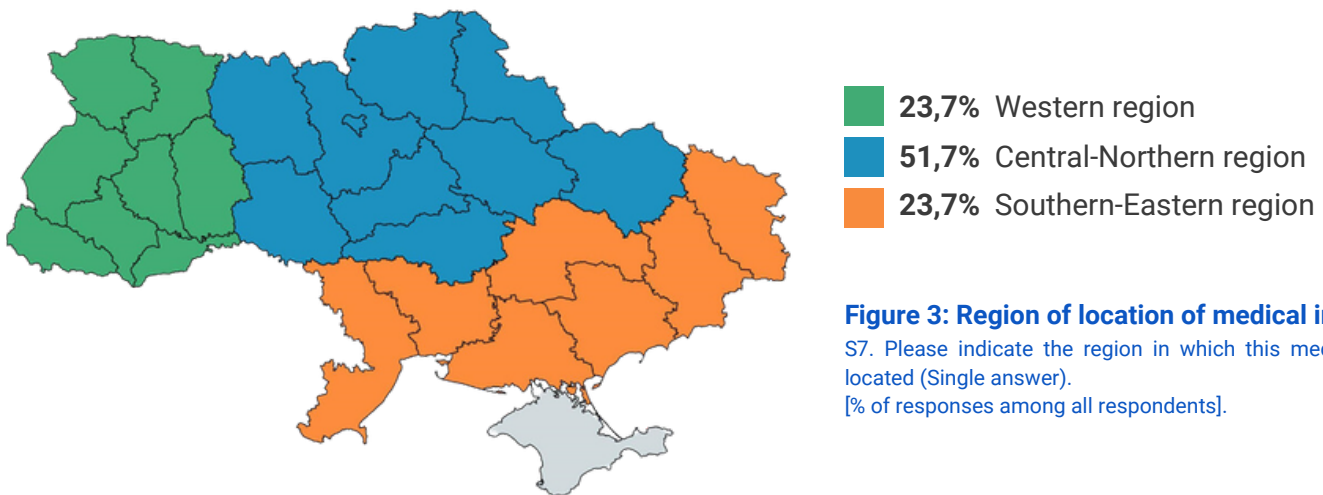 23,7% Western region
51,7% Central-Northern region
23,7% Southern-Eastern region
Figure 3: Region of location of medical
S7. Please indicate the region in which this
located (Single answer).
[% of responses among all respondents].